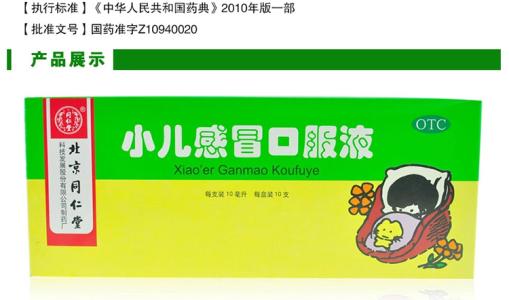 【执行标准】《中华人民共和国药典》2010年版一部
【批准文号】国药准字Z10940020
产品展示
同仁堂
北京同仁堂
科技发展股份有限公司制药厂
小儿感冒口服液
Xiao'er Ganmao Koufuye
每支装10毫升 每盒装10支
OTC